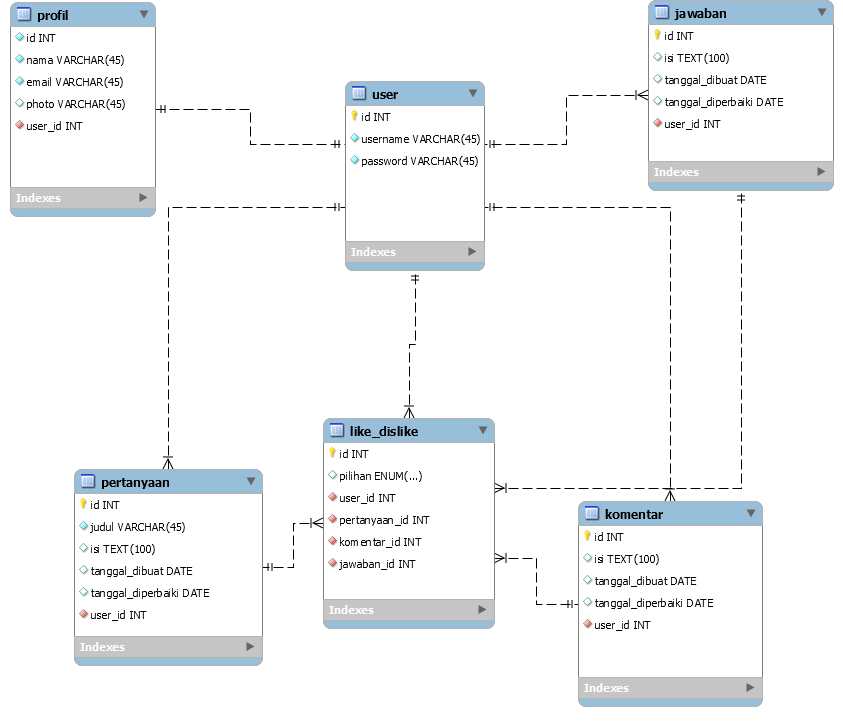 profil
id INT
nama VARCHAR(45)
email VARCHAR(45)
photo VARCHAR(45)
user_id INT
Indexes
user
id INT
username VARCHAR(45)
password VARCHAR(45)
Indexes
jawaban
id INT
isi TEXT(100)
tanggal_dibuat DATE
tanggal_diperbaiki DATE
user_id INT
Indexes
pertanyaan
id INT
judul VARCHAR(45)
isi TEXT(100)
tanggal_dibuat DATE
tanggal_diperbaiki DATE
user_id INT
Indexes
like_dislike
id INT
pilihan ENUM(...)
user_id INT
pertanyaan_id INT
komentar_id INT
jawaban_id INT
Indexes
komentar
id INT
isi TEXT(100)
tanggal_dibuat DATE
tanggal_diperbaiki DATE
user_id INT
Indexes